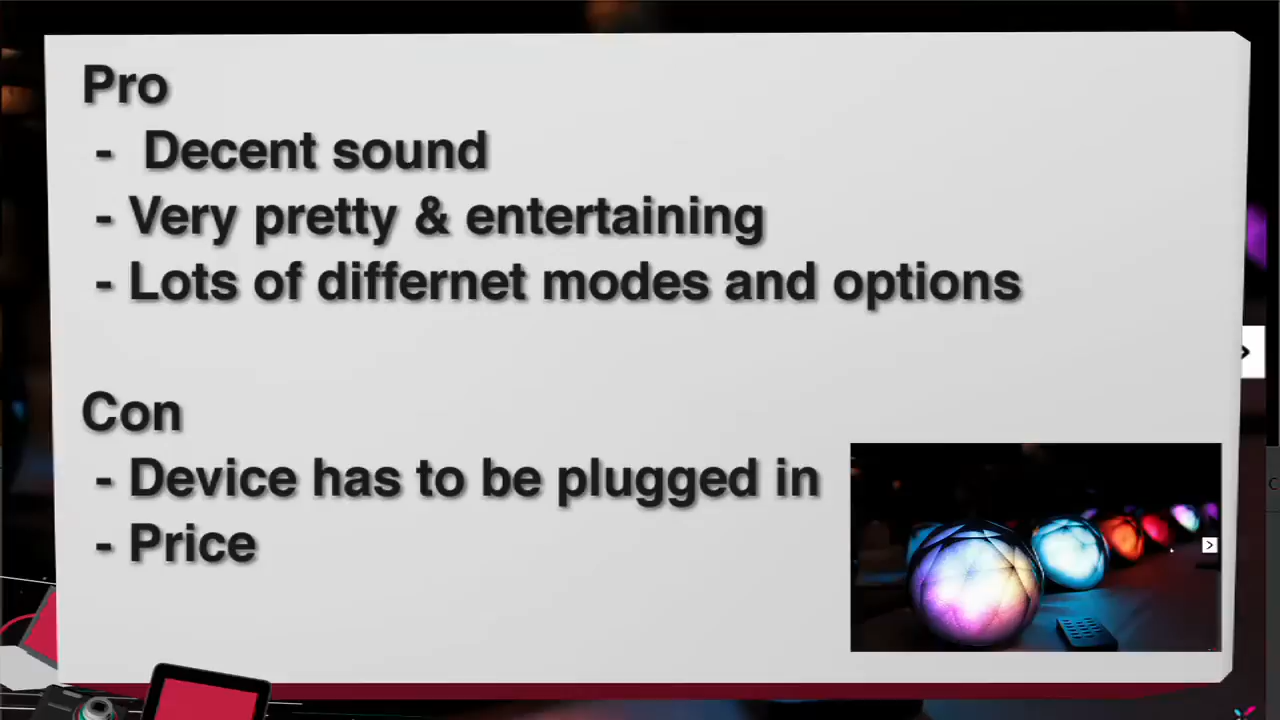 Pro
- Decent sound
- Very pretty & entertaining
- Lots of differnet modes and options
Con
- Device has to be plugged in
- Price